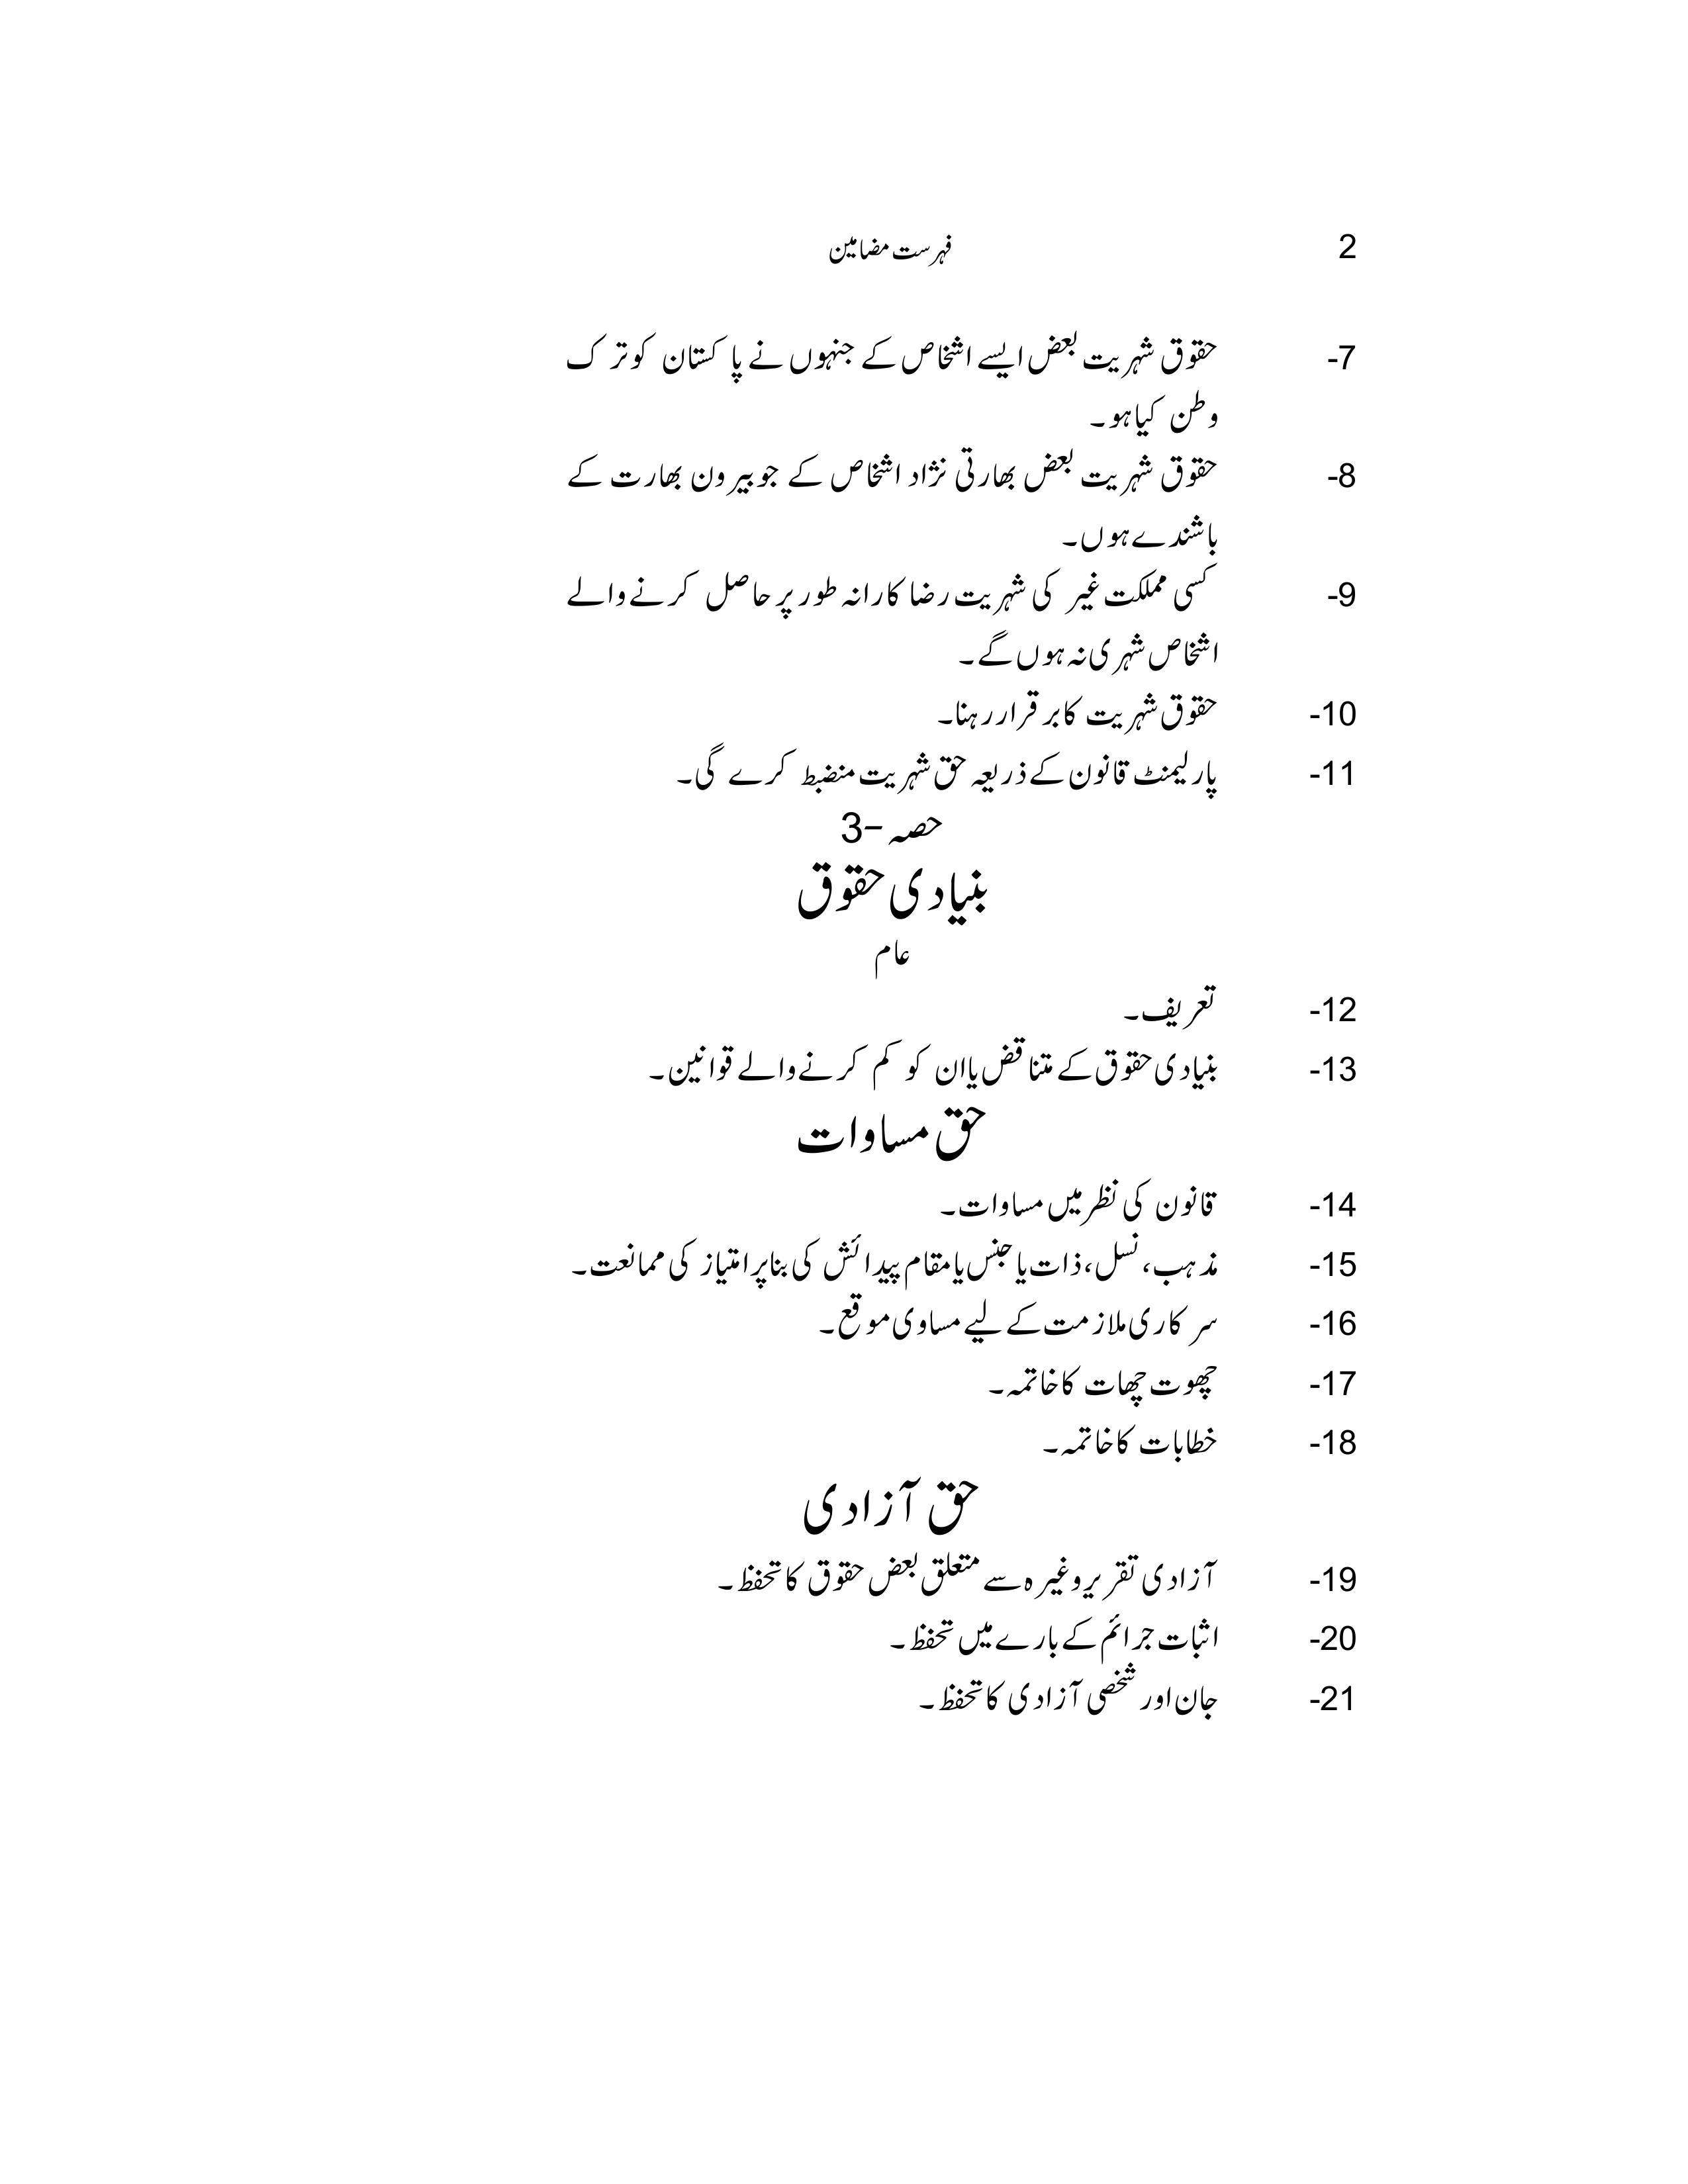 2 فہرست مضامین
7- حقوق شہریت بعض ایسے اشخاص کے جنہوں نے پاکستان کو ترک
وطن کیا ہو۔
8- حقوق شہریت بعض بھارتی نژاد اشخاص کے جو بیرون بھارت کے
باشندے ہوں۔
9- کسی مملکت غیر کی شہریت رضا کارانہ طور پر حاصل کرنے والے
اشخاص شہری نہ ہوں گے۔
10- حقوق شہریت کا برقرار رہنا۔
11- پارلیمنٹ قانون کے ذریعہ حق شہریت منضبط کرے گی۔
حصہ –3
بنیادی حقوق
عام
12- تعریف۔
13- بنیادی حقوق کے متناقض یا ان کو کم کرنے والے قوانین۔
حق مساوات
14- قانون کی نظر میں مساوات۔
15- مذہب، نسل، ذات یا جنس یا مقام پیدائش کی بنا پر امتیاز کی ممانعت۔
16- سرکاری ملازمت کے لیے مساوی موقع۔
17- چھوت چھات کا خاتمہ۔
18- خطابات کا خاتمہ۔
حق آزادی
19- آزادی تقریر وغیرہ سے متعلق بعض حقوق کا تحفظ۔
20- اثبات جرائم کے بارے میں تحفظ۔
21- جان اور شخصی آزادی کا تحفظ۔